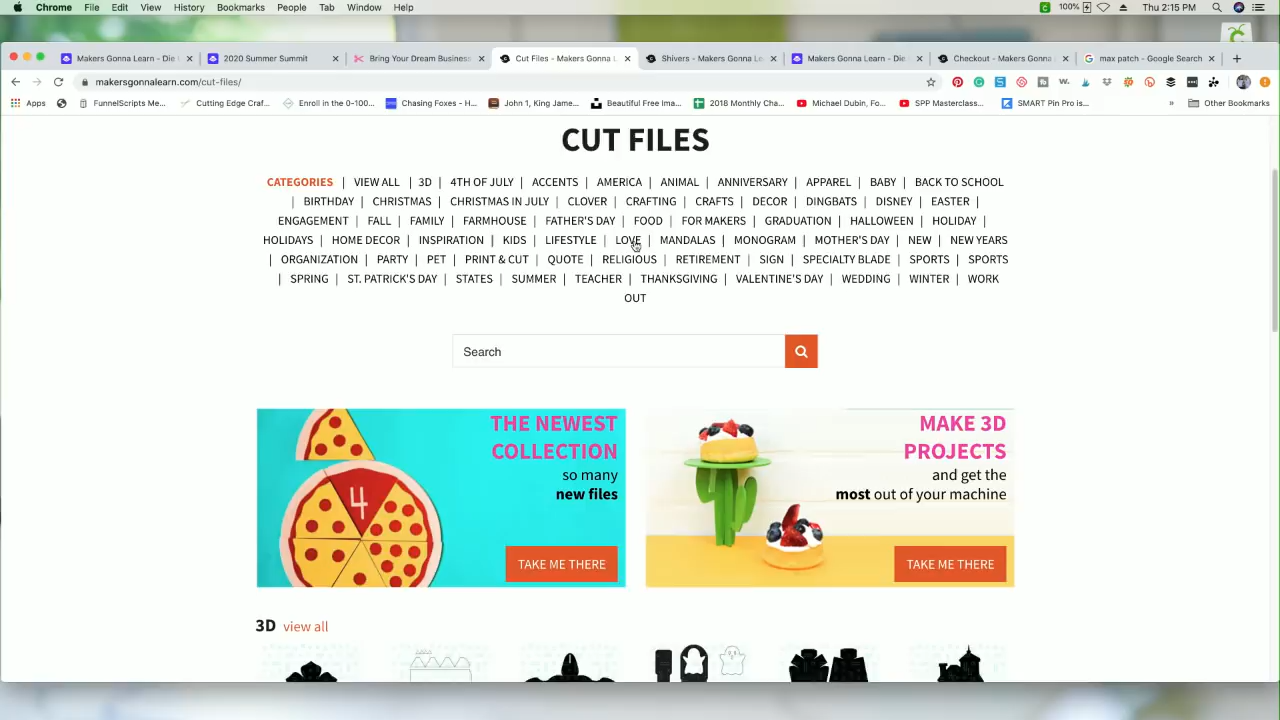 Chrome File Edit View History Bookmarks People Tab Window Help 100% Thu 2:15 PM
Makers Gonna Learn - Die 2020 Summer Summit Bring Your Dream Business Cut Files - Makers Gonna L Shivers - Makers Gonna Le Makers Gonna Learn - Die Checkout - Makers Gonna max patch - Google Search
makersgonnalearn.com/cut-files/
Apps FunnelScripts Me... Cutting Edge Craf... Enroll in the 0-100... Chasing Foxes - H... John 1, King Jame... Beautiful Free Ima... 2018 Monthly Cha... Michael Dubin, Fo... SPP Masterclass... SMART Pin Pro is... » Other Bookmarks
CUT FILES
CATEGORIES | VIEW ALL | 3D | 4TH OF JULY | ACCENTS | AMERICA | ANIMAL | ANNIVERSARY | APPAREL | BABY | BACK TO SCHOOL
| BIRTHDAY | CHRISTMAS | CHRISTMAS IN JULY | CLOVER | CRAFTING | CRAFTS | DECOR | DINGBATS | DISNEY | EASTER |
ENGAGEMENT | FALL | FAMILY | FARMHOUSE | FATHER'S DAY | FOOD | FOR MAKERS | GRADUATION | HALLOWEEN | HOLIDAY |
HOLIDAYS | HOME DECOR | INSPIRATION | KIDS | LIFESTYLE | LOVE | MANDALAS | MONOGRAM | MOTHER'S DAY | NEW | NEW YEARS
| ORGANIZATION | PARTY | PET | PRINT & CUT | QUOTE | RELIGIOUS | RETIREMENT | SIGN | SPECIALTY BLADE | SPORTS | SPORTS
| SPRING | ST. PATRICK'S DAY | STATES | SUMMER | TEACHER | THANKSGIVING | VALENTINE'S DAY | WEDDING | WINTER | WORK
OUT
Search
THE NEWEST
COLLECTION
so many
new files
TAKE ME THERE
4
MAKE 3D
PROJECTS
and get the
most out of your machine
TAKE ME THERE
3D view all